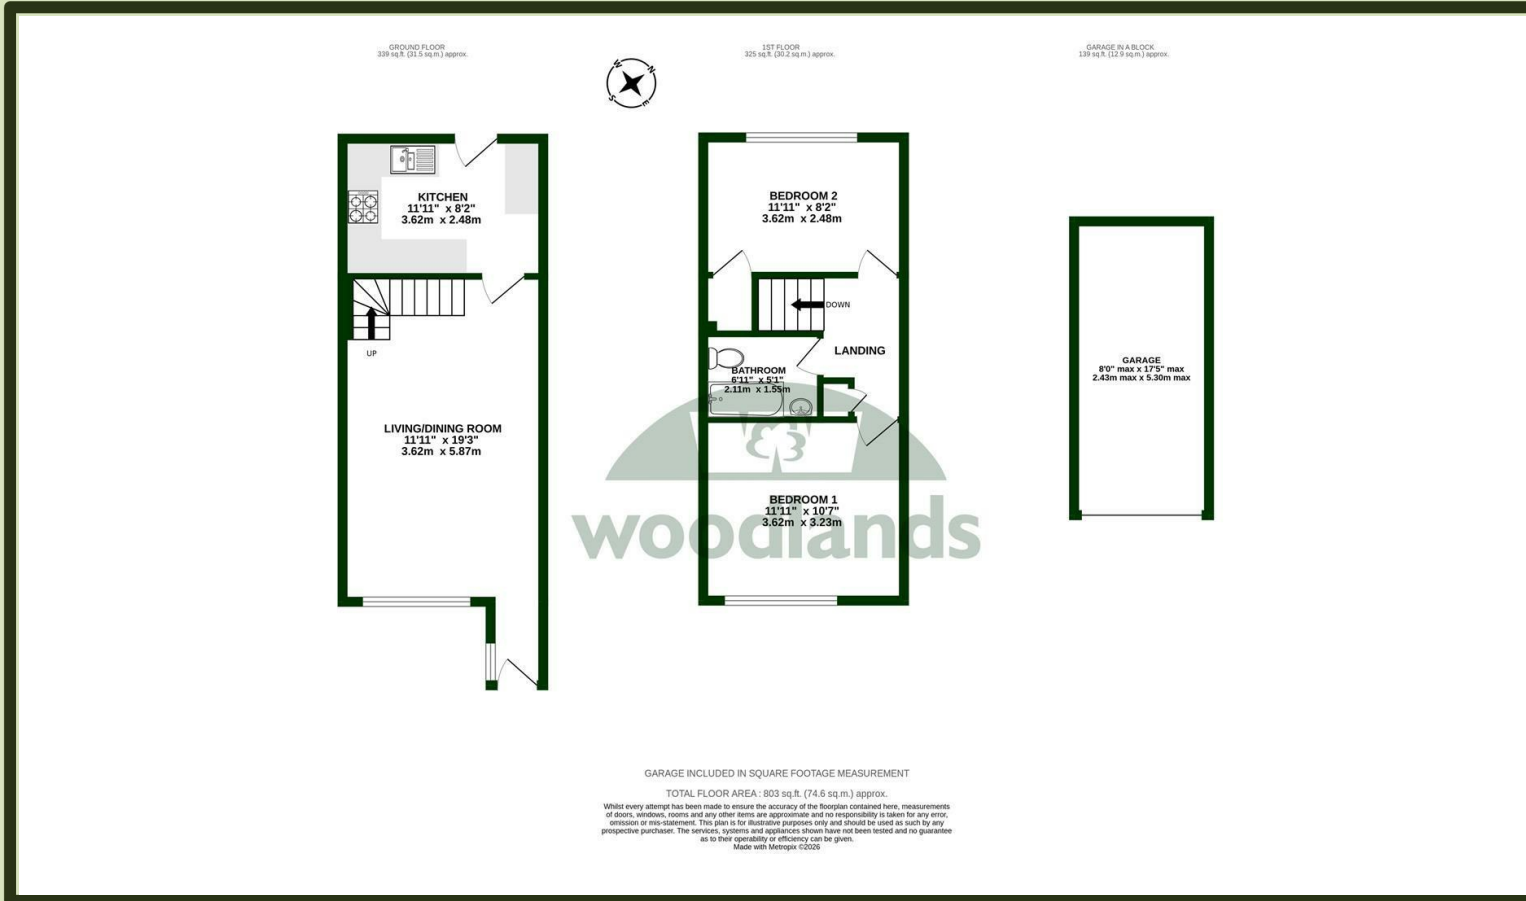 GROUND FLOOR
339 sq.ft. (31.5 sq.m.) approx.
1ST FLOOR
325 sq.ft. (30.2 sq.m.) approx.
GARAGE IN A BLOCK
139 sq.ft. (12.9 sq.m.) approx.
N
E
S
W
KITCHEN
11'11" x 8'2"
3.62m x 2.48m
UP
LIVING/DINING ROOM
11'11" x 19'3"
3.62m x 5.87m
BEDROOM 2
11'11" x 8'2"
3.62m x 2.48m
DOWN
LANDING
BATHROOM
6'11" x 5'1"
2.11m x 1.55m
BEDROOM 1
11'11" x 10'7"
3.62m x 3.23m
woodlands
GARAGE
8'0" max x 17'5" max
2.43m max x 5.30m max
GARAGE INCLUDED IN SQUARE FOOTAGE MEASUREMENT
TOTAL FLOOR AREA : 803 sq.ft. (74.6 sq.m.) approx.
Whilst every attempt has been made to ensure the accuracy of the floorplan contained here, measurements
of doors, windows, rooms and any other items are approximate and no responsibility is taken for any error,
omission or mis-statement. This plan is for illustrative purposes only and should be used as such by any
prospective purchaser. The services, systems and appliances shown have not been tested and no guarantee
as to their operability or efficiency can be given.
Made with Metropix ©2026